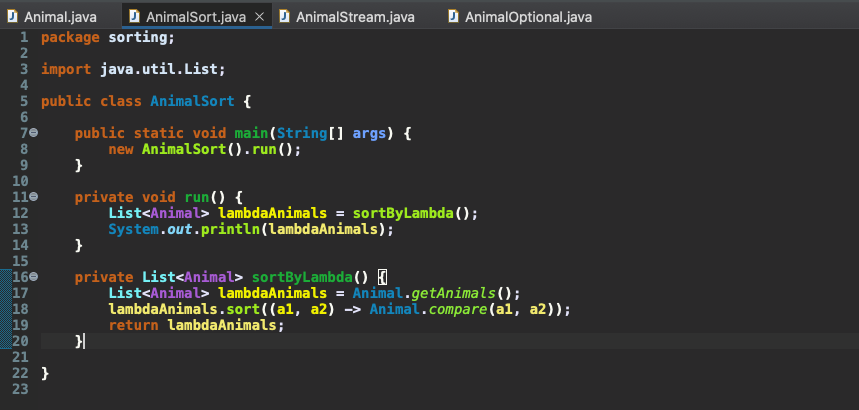 Animal.java AnimalSort.java AnimalStream.java AnimalOptional.java
1 package sorting;
2
3 import java.util.List;
4
5 public class AnimalSort {
6
7     public static void main(String[] args) {
8         new AnimalSort().run();
9     }
10
11     private void run() {
12         List<Animal> lambdaAnimals = sortByLambda();
13         System.out.println(lambdaAnimals);
14     }
15
16     private List<Animal> sortByLambda() {
17         List<Animal> lambdaAnimals = Animal.getAnimals();
18         lambdaAnimals.sort((a1, a2) -> Animal.compare(a1, a2));
19         return lambdaAnimals;
20     }
21
22 }
23